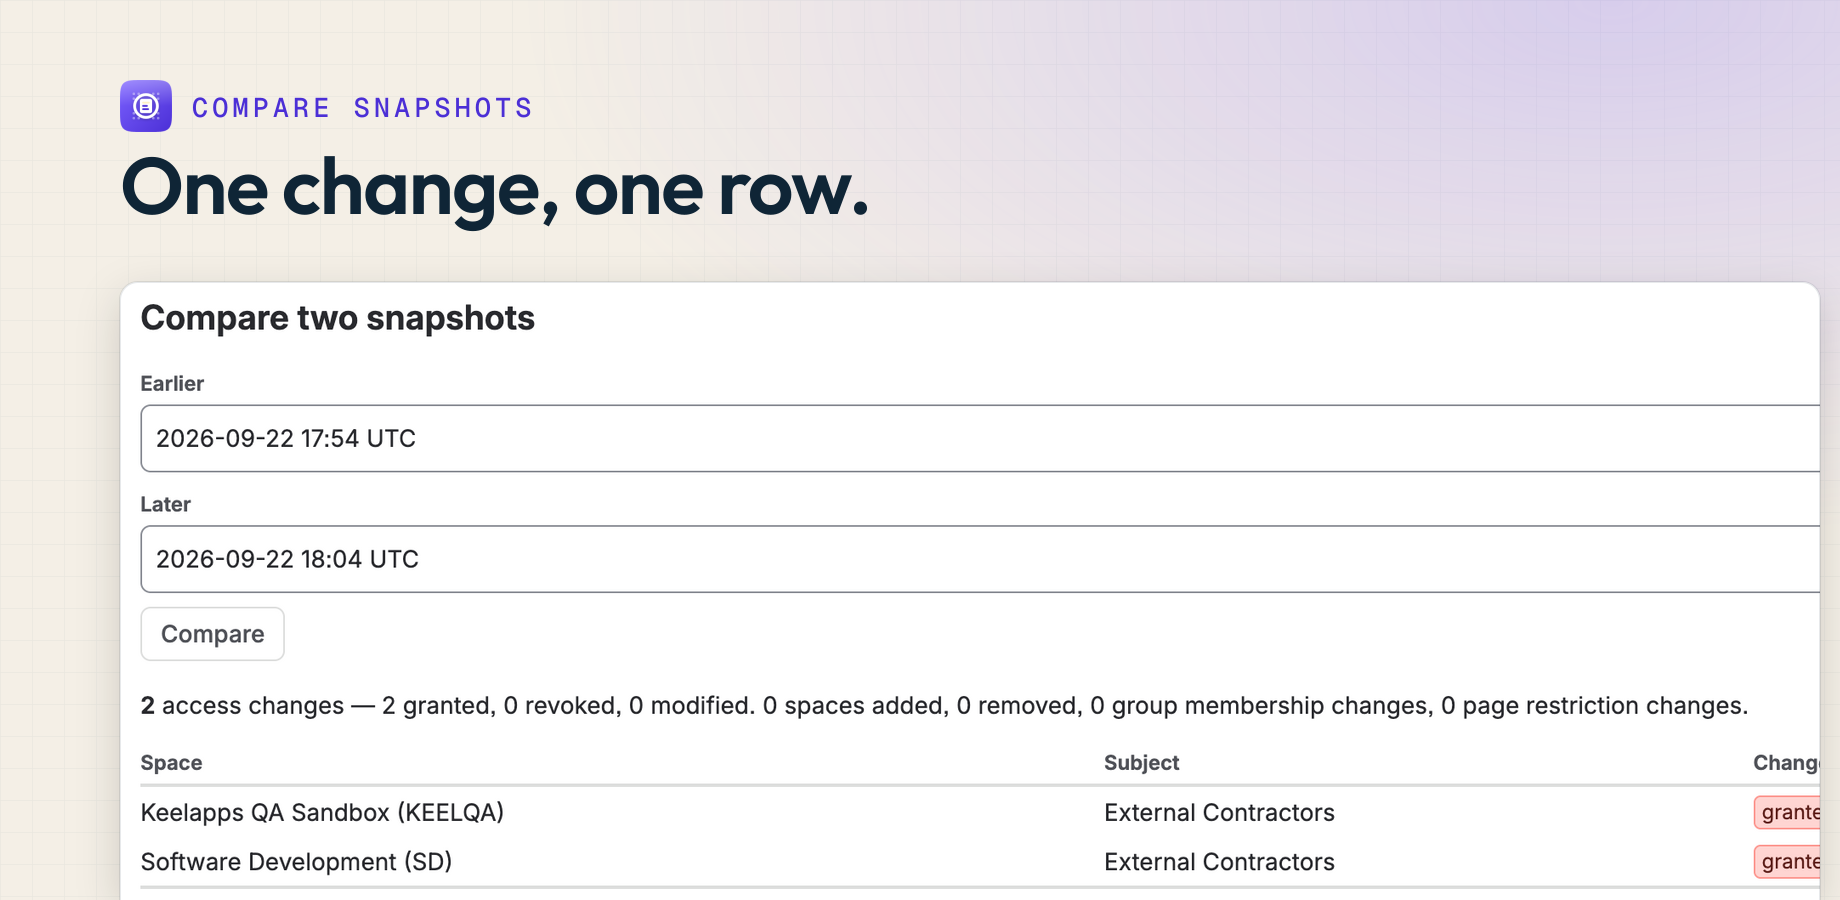 COMPARE SNAPSHOTS
One change, one row.
Compare two snapshots
Earlier
2026-09-22 17:54 UTC
Later
2026-09-22 18:04 UTC
Compare
2 access changes — 2 granted, 0 revoked, 0 modified. 0 spaces added, 0 removed, 0 group membership changes, 0 page restriction changes.
Space Subject
Keelapps QA Sandbox (KEELQA) External Contractors
Software Development (SD) External Contractors